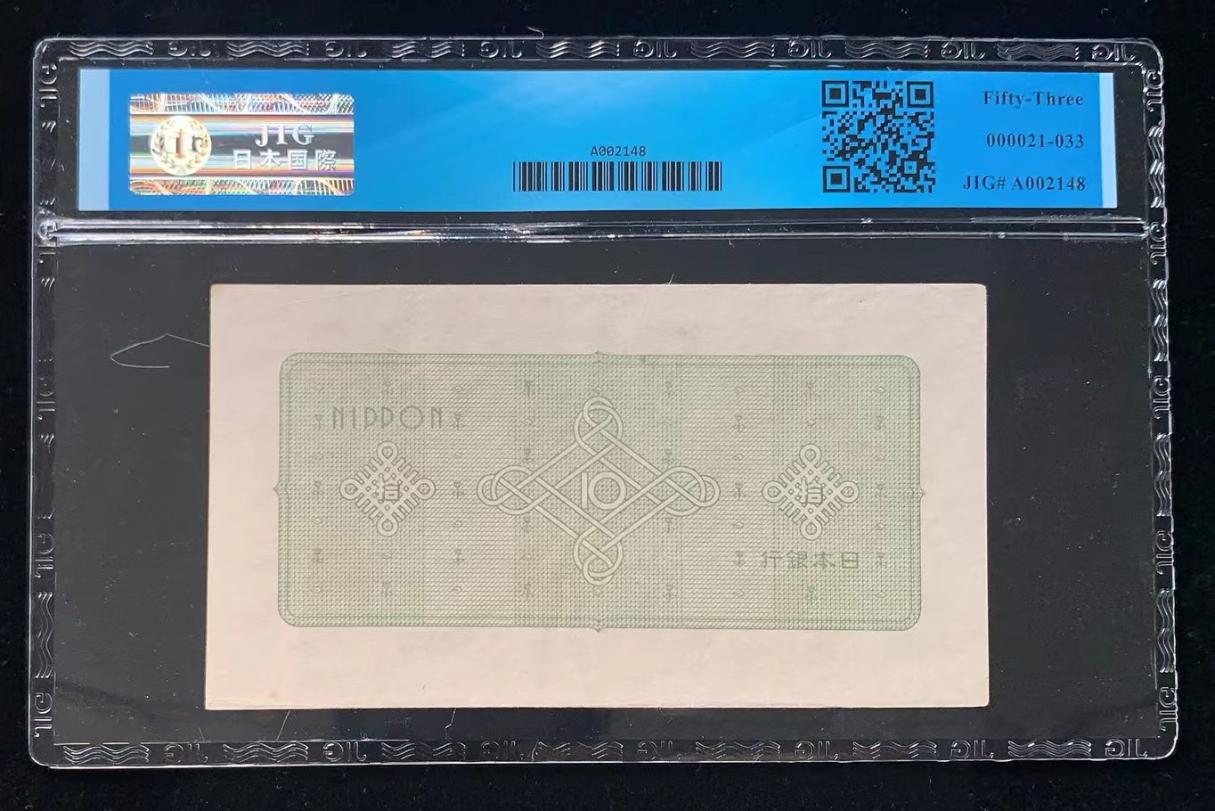 JIG
日本国際
A002148
Fifty-Three
000021-033
JIG# A002148
NIPPON
拾 10 拾
行銀本日